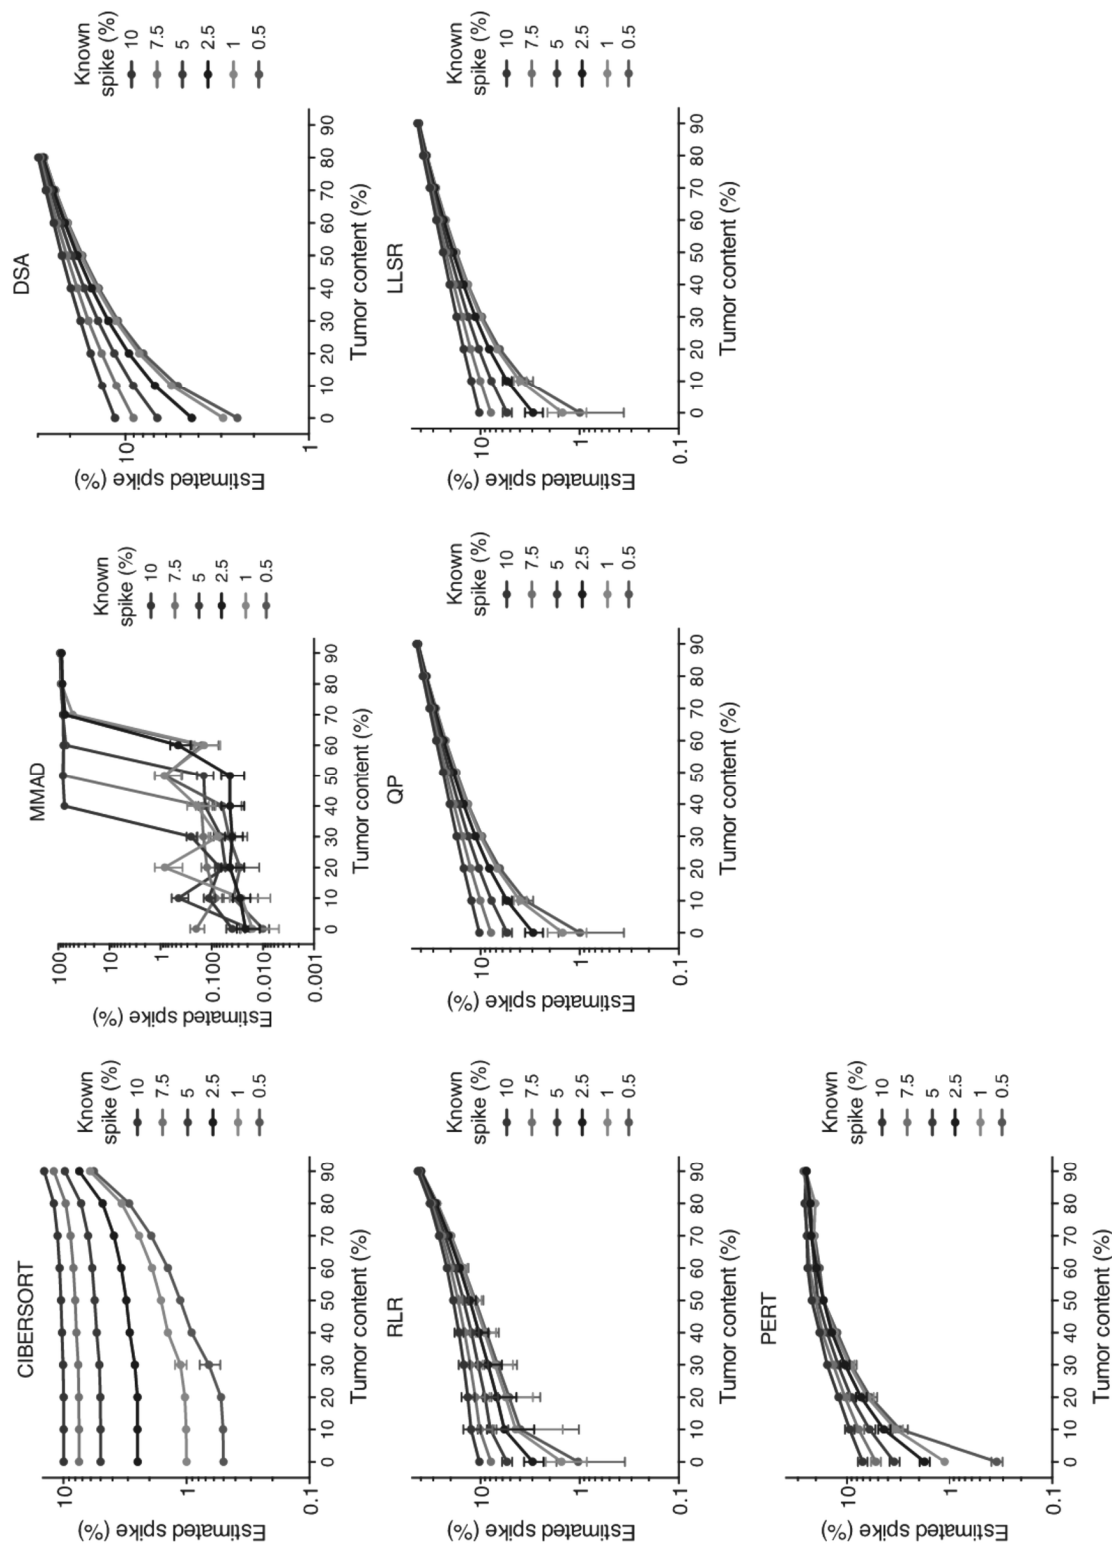 CIBERSORT
Estimated spike (%)
10
1
0.1
0 10 20 30 40 50 60 70 80 90
Tumor content (%)
Known
spike (%)
10
7.5
5
2.5
1
0.5
MMAD
Estimated spike (%)
100
10
1
0.100
0.010
0.001
0 10 20 30 40 50 60 70 80 90
Tumor content (%)
Known
spike (%)
10
7.5
5
2.5
1
0.5
DSA
Estimated spike (%)
10
1
0 10 20 30 40 50 60 70 80 90
Tumor content (%)
Known
spike (%)
10
7.5
5
2.5
1
0.5
RLR
Estimated spike (%)
10
1
0.1
0 10 20 30 40 50 60 70 80 90
Tumor content (%)
Known
spike (%)
10
7.5
5
2.5
1
0.5
QP
Estimated spike (%)
10
1
0.1
0 10 20 30 40 50 60 70 80 90
Tumor content (%)
Known
spike (%)
10
7.5
5
2.5
1
0.5
LLSR
Estimated spike (%)
10
1
0.1
0 10 20 30 40 50 60 70 80 90
Tumor content (%)
Known
spike (%)
10
7.5
5
2.5
1
0.5
PERT
Estimated spike (%)
10
1
0.1
0 10 20 30 40 50 60 70 80 90
Tumor content (%)
Known
spike (%)
10
7.5
5
2.5
1
0.5